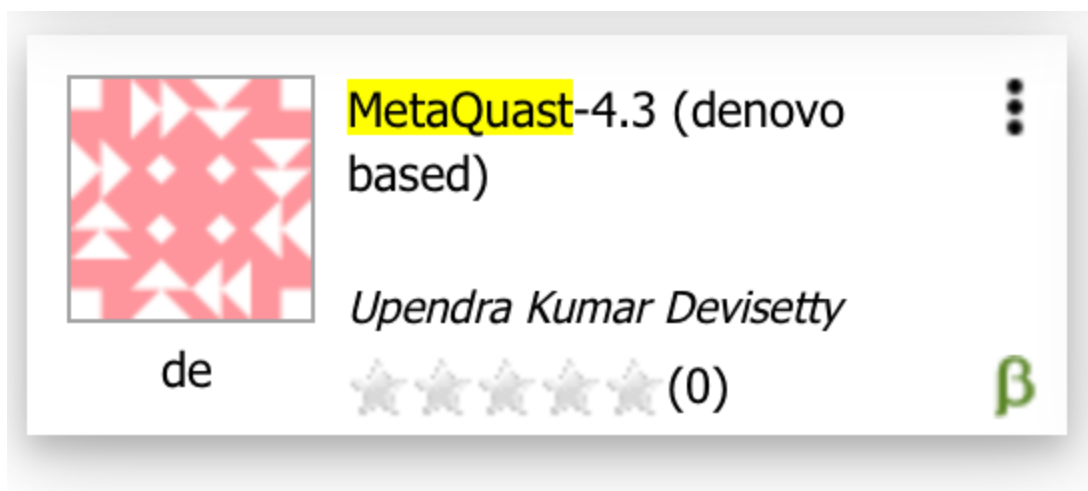 MetaQuast-4.3 (denovo
based)
Upendra Kumar Devisetty
de
(0)
β